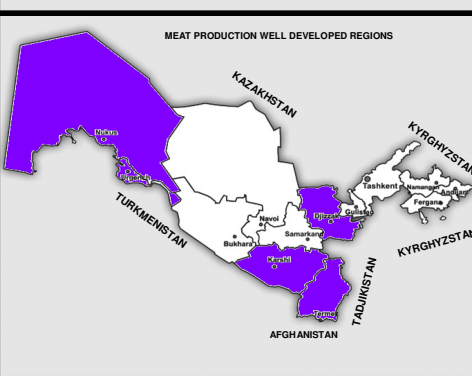 MEAT PRODUCTION WELL DEVELOPED REGIONS
KAZAKHSTAN
KYRGHYZSTAN
Nukus
Urgench
Tashkent
Namangan
Andijan
Fergana
TURKMENISTAN
Navoi
Djizzak
Gulistan
Bukhara
Samarkand
KYRGHYZSTAN
Karshi
TADJIKISTAN
Termez
AFGHANISTAN